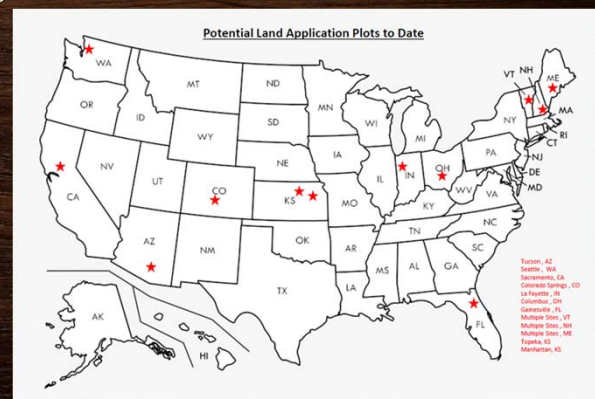 Potential Land Application Plots to Date
WA
OR
CA
ID
NV
MT
WY
UT
AZ
CO
NM
ND
SD
NE
KS
OK
TX
MN
IA
MO
AR
LA
WI
IL
MI
IN
OH
KY
TN
MS
AL
GA
FL
SC
NC
VA
WV
PA
NY
VT
NH
ME
MA
RI
CT
NJ
DE
MD
AK
HI
Tucson , AZ
Seattle , WA
Sacramento, CA
Colorado Springs , CO
La Fayette , IN
Columbus , OH
Gainesville , FL
Multiple Sites , VT
Multiple Sites , NH
Multiple Sites , ME
Topeka, KS
Manhattan, KS